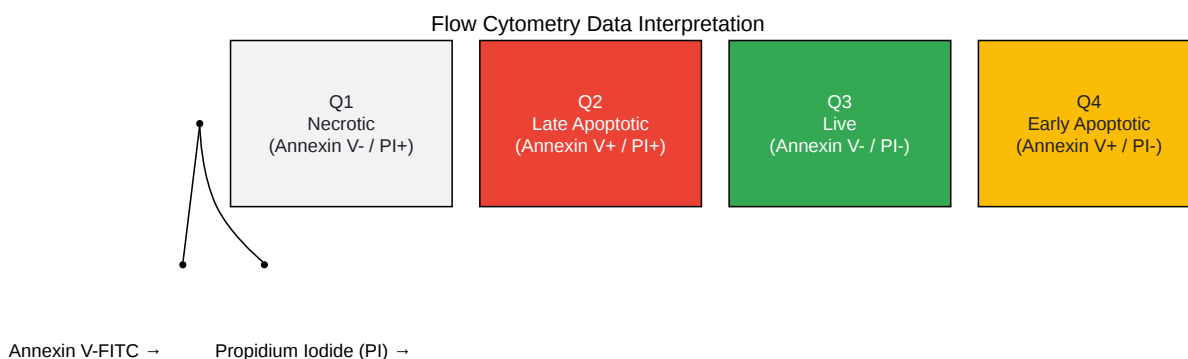 Flow Cytometry Data Interpretation
Q1
Necrotic
(Annexin V- / PI+)
Q2
Late Apoptotic
(Annexin V+ / PI+)
Q3
Live
(Annexin V- / PI-)
Q4
Early Apoptotic
(Annexin V+ / PI-)
Annexin V-FITC →
Propidium Iodide (PI) →